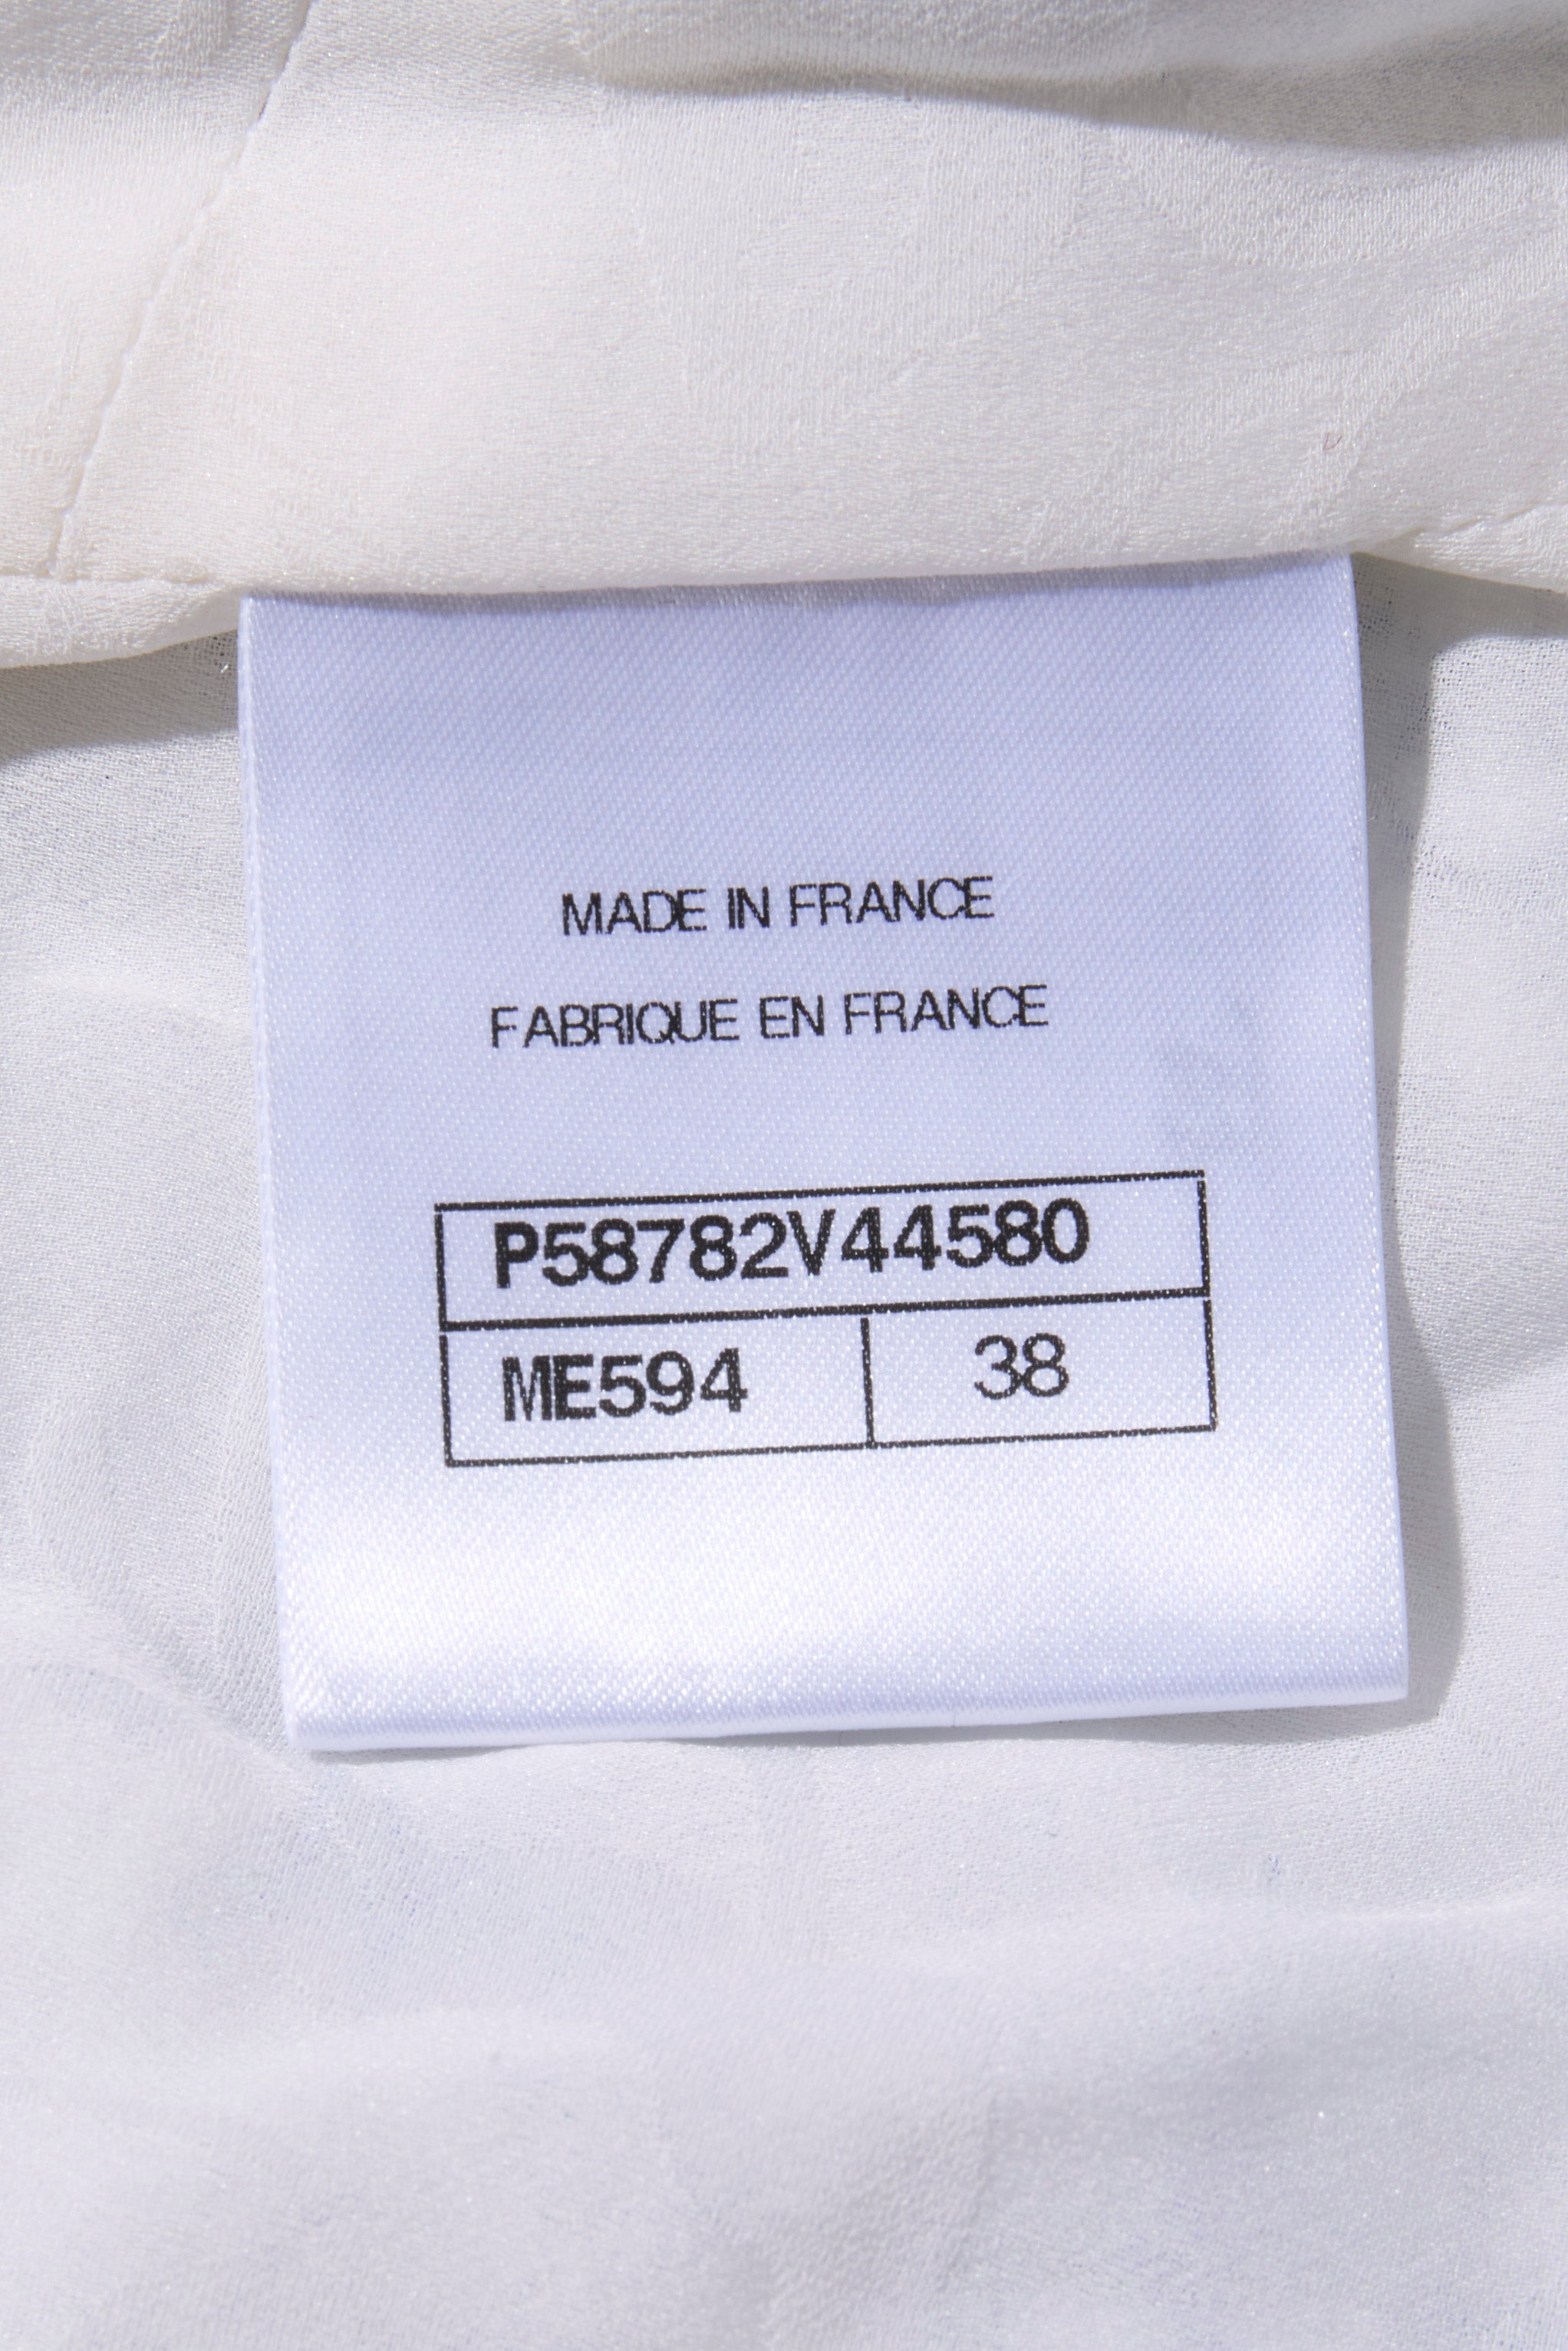 MADE IN FRANCE
FABRIQUE EN FRANCE
P58782V44580
ME594 38